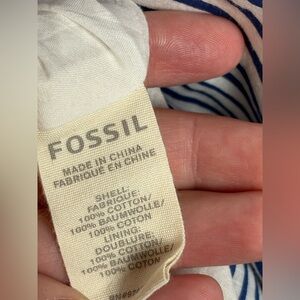 FOSSIL
MADE IN CHINA
FABRIQUÉ EN CHINE
SHELL,
FABRIQUE:
100% COTTON/
100% BAUMWOLLE/
100% COTON
LINING:
DOUBLURE:
100% COTTON/
100% BAUMWOLLE/
100% COTON